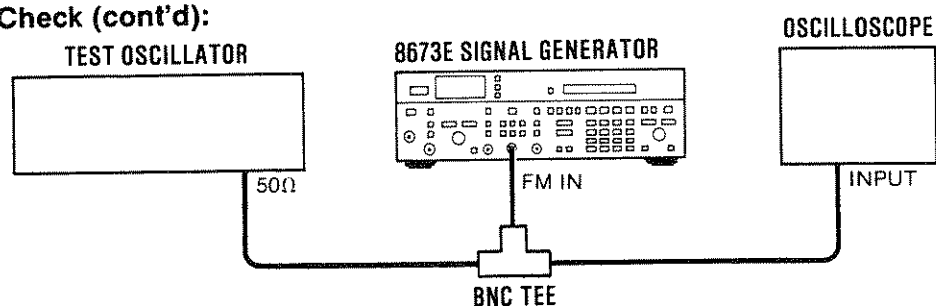 Check (cont'd):
TEST OSCILLATOR
8673E SIGNAL GENERATOR
OSCILLOSCOPE
50Ω
FM IN
INPUT
BNC TEE